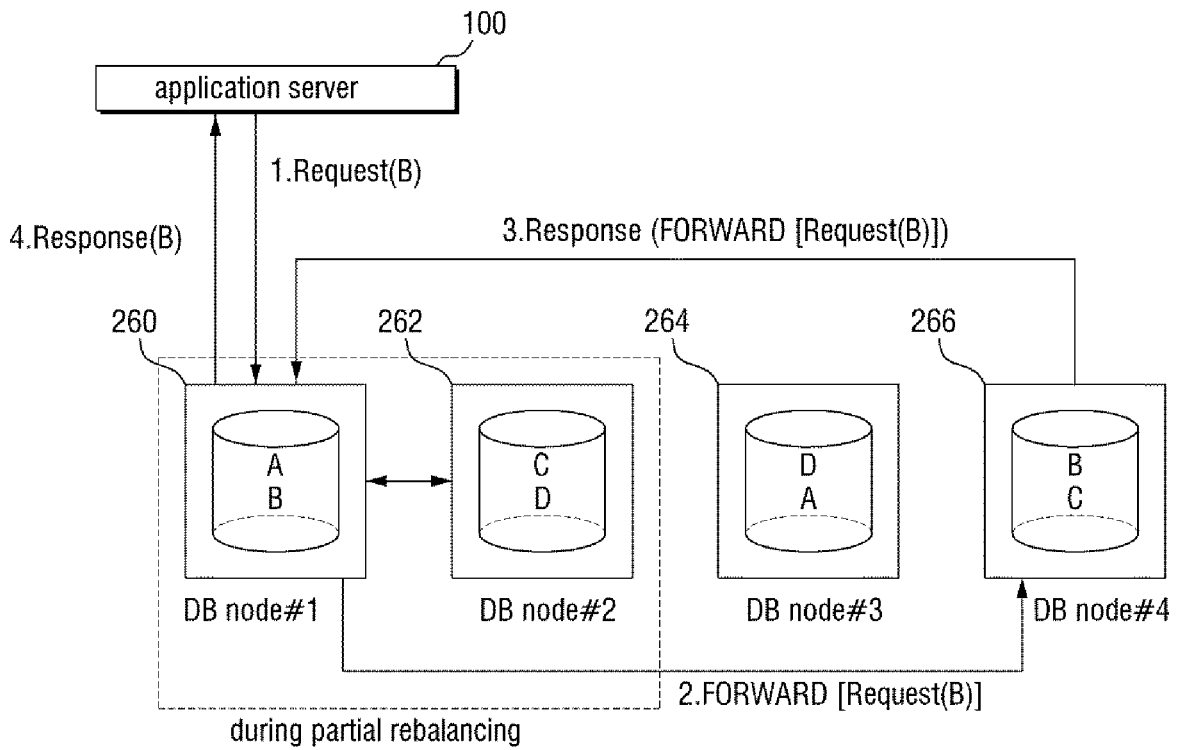 100
application server
1.Request(B)
4.Response(B)
3.Response (FORWARD [Request(B)])
260
262
264
266
A
B
C
D
D
A
B
C
DB node#1
DB node#2
DB node#3
DB node#4
2.FORWARD [Request(B)]
during partial rebalancing